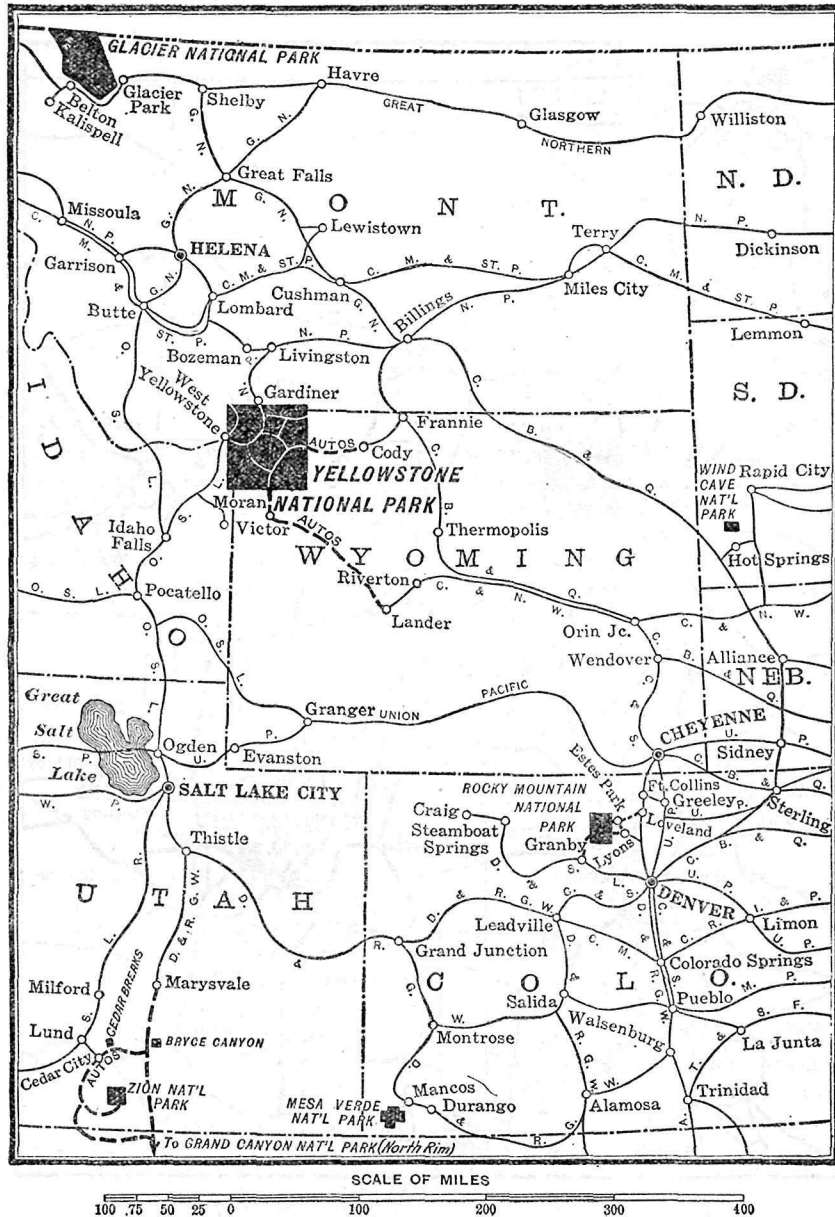 GLACIER NATIONAL PARK
Belton
Kalispell
Glacier
Park
Shelby
Havre
GREAT
NORTHERN
Glasgow
Williston
G. N.
G. N.
Great Falls
G. N.
G. N.
M O N T.
N. D.
Missoula
C. M. & ST. P.
N. P.
Garrison
HELENA
G. N.
Lewistown
C. M. & ST. P.
Cushman
G. N.
C. M. & ST. P.
Terry
Miles City
N. P.
Dickinson
C. M. & ST. P.
Lemmon
Butte
Lombard
Bozeman
N. P.
Livingston
Billings
N. P.
S. D.
I D A H O
O. S. L.
West
Yellowstone
N. P.
Gardiner
Frannie
AUTOS
Cody
YELLOWSTONE
NATIONAL PARK
C. B. & Q.
WIND
CAVE
NAT'L
PARK
Rapid City
Hot Springs
Idaho
Falls
O. S. L.
Moran
Victor
AUTOS
Thermopolis
C. B. & Q.
W Y O M I N G
Riverton
Lander
C. & N. W.
Orin Jc.
C. & N. W.
O. S. L.
Pocatello
O. S. L.
O. S. L.
Wendover
C. B. & Q.
Alliance
NEB.
C. & S.
Great
Salt
Lake
S. P.
Ogden
U. P.
Evanston
Granger
UNION
PACIFIC
CHEYENNE
U. P.
Sidney
C. B. & Q.
W. P.
SALT LAKE CITY
Thistle
ROCKY MOUNTAIN
NATIONAL
PARK
Estes Park
Ft. Collins
Greeley
Loveland
U. P.
Sterling
Craig
Steamboat
Springs
Granby
Lyons
U. P.
C. B. & Q.
D. & S. L.
DENVER
U. P.
Limon
C. R. I. & P.
U. P.
U T A H
L. A. & S. L. R. R.
D. & R. G. W.
D. & R. G. W.
Grand Junction
Leadville
C. & S.
Colorado Springs
C O L O.
D. & R. G. W.
Milford
Marysvale
Salida
Pueblo
M. P.
Lund
CEDAR BREAKS
BRYCE CANYON
Cedar City
AUTOS
ZION NAT'L
PARK
Montrose
Walsenburg
La Junta
A. T. & S. F.
MESA VERDE
NAT'L PARK
Mancos
Durango
D. & R. G. W.
Alamosa
Trinidad
To GRAND CANYON NAT'L PARK (North Rim)
SCALE OF MILES
100 75 50 25 0 100 200 300 400